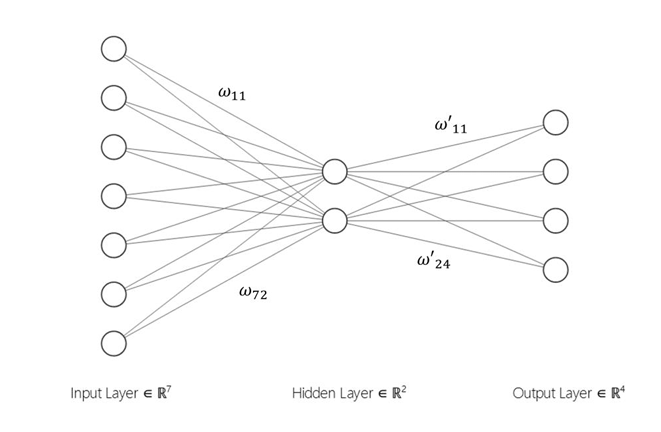 ω₁₁
ω′₁₁
ω′₂₄
ω₇₂
Input Layer ∈ ℝ⁷
Hidden Layer ∈ ℝ²
Output Layer ∈ ℝ⁴